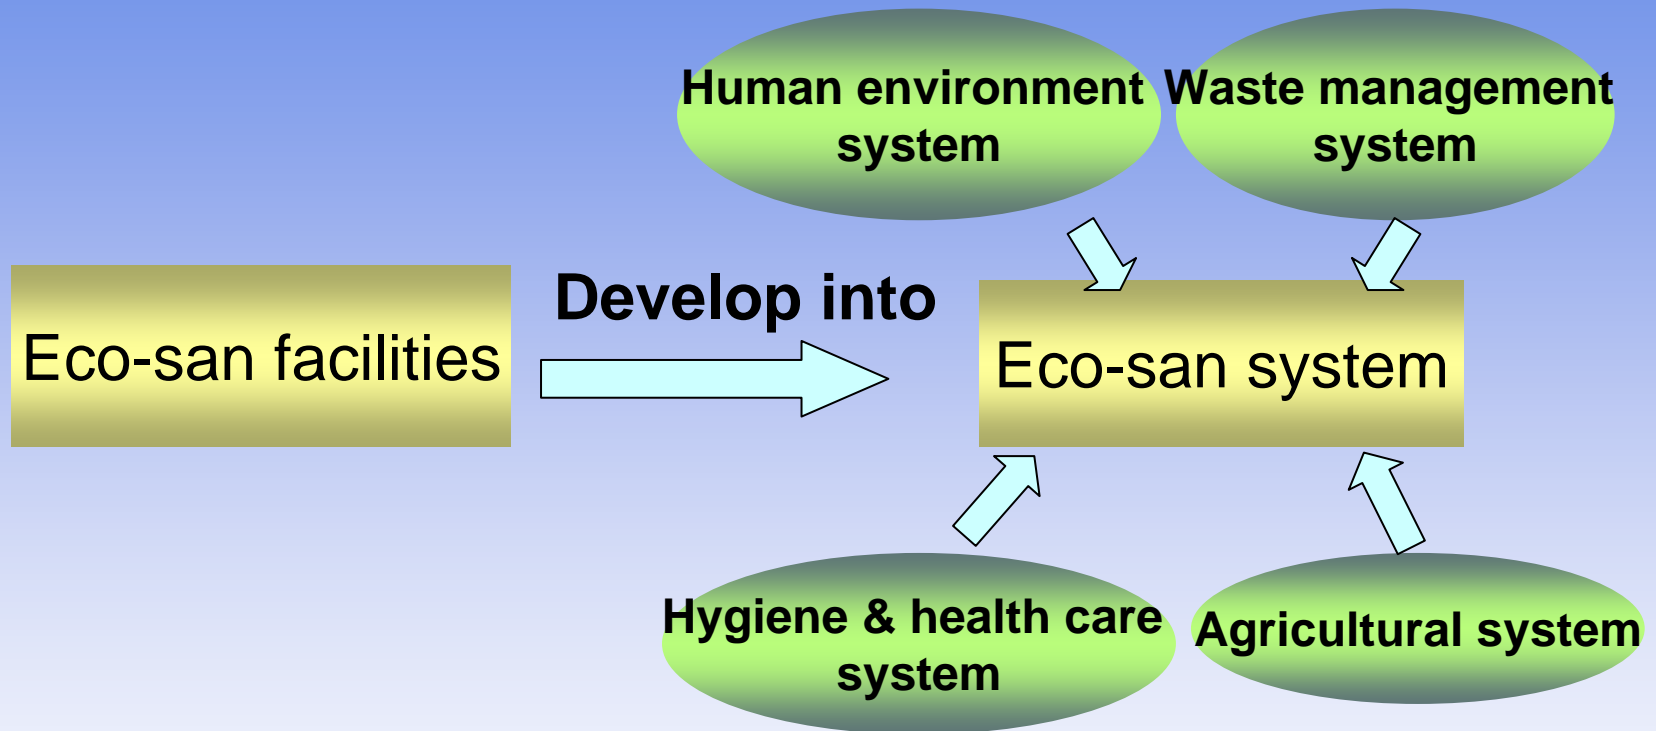 Human environment
system
Waste management
system
Develop into
Eco-san facilities
Eco-san system
Hygiene & health care
system
Agricultural system